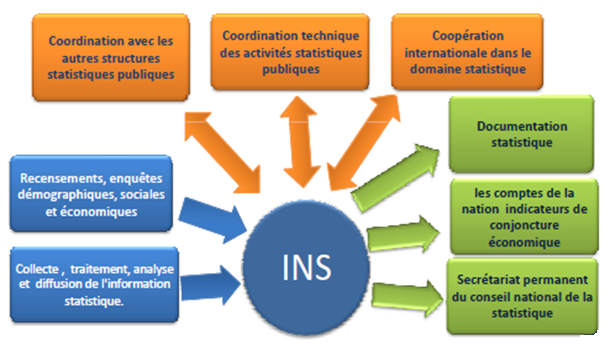 Coordination avec les
autres structures
statistiques publiques
Coordination technique
des activités statistiques
publiques
Coopération
internationale dans le
domaine statistique
Recensements, enquêtes
démographiques, sociales
et économiques
Collecte , traitement, analyse
et diffusion de l'information
statistique.
INS
Documentation
statistique
les comptes de la
nation indicateurs de
conjoncture
économique
Secrétariat permanent
du conseil national de la
statistique